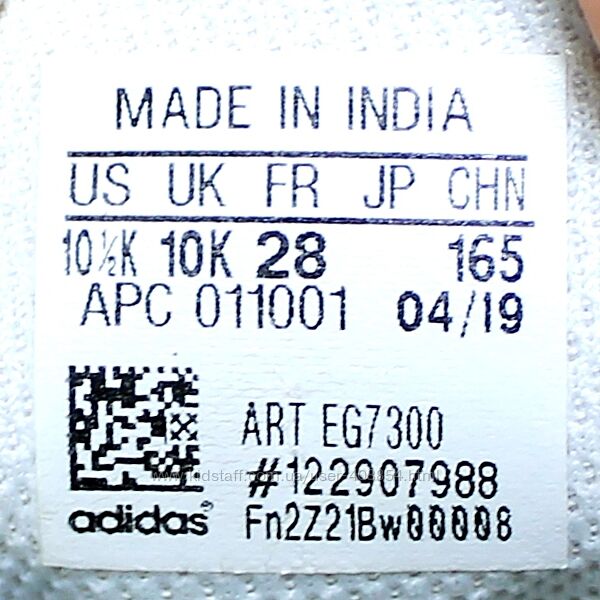 MADE IN INDIA
US UK FR JP CHN
10½K 10K 28 165
APC 011001 04/19
ART EG7300
#122907988
adidas®
Fn2Z21Bw00008